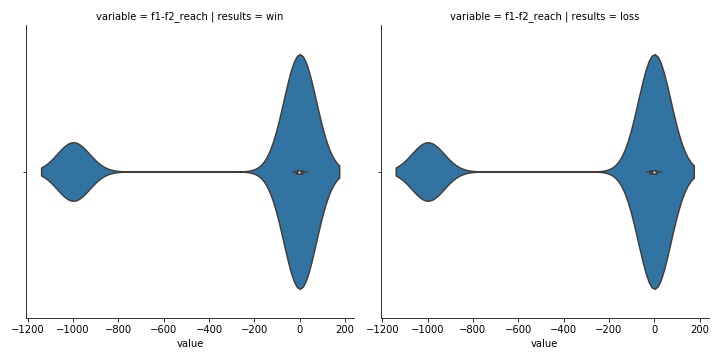 variable = f1-f2_reach | results = win
variable = f1-f2_reach | results = loss
−1200 −1000 −800 −600 −400 −200 0 200
−1200 −1000 −800 −600 −400 −200 0 200
value
value